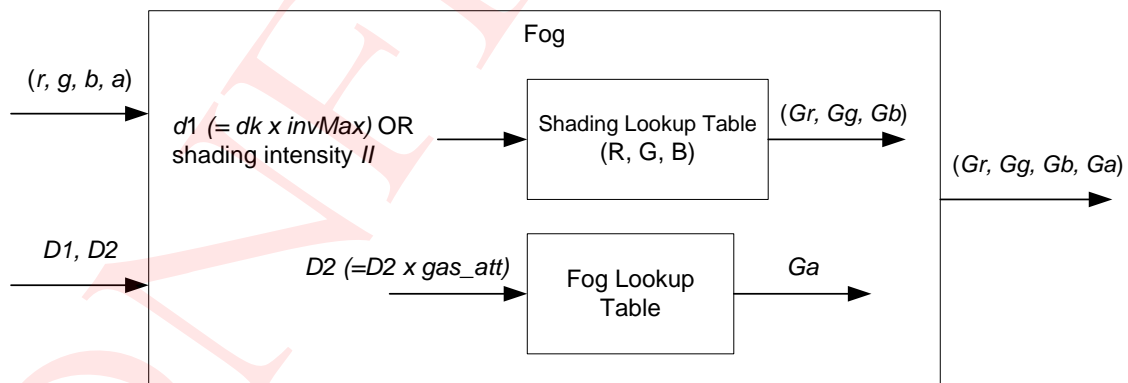 Fog
(r, g, b, a)
d1 (= dk x invMax) OR
shading intensity II
Shading Lookup Table
(R, G, B)
(Gr, Gg, Gb)
(Gr, Gg, Gb, Ga)
D1, D2
D2 (=D2 x gas_att)
Fog Lookup
Table
Ga